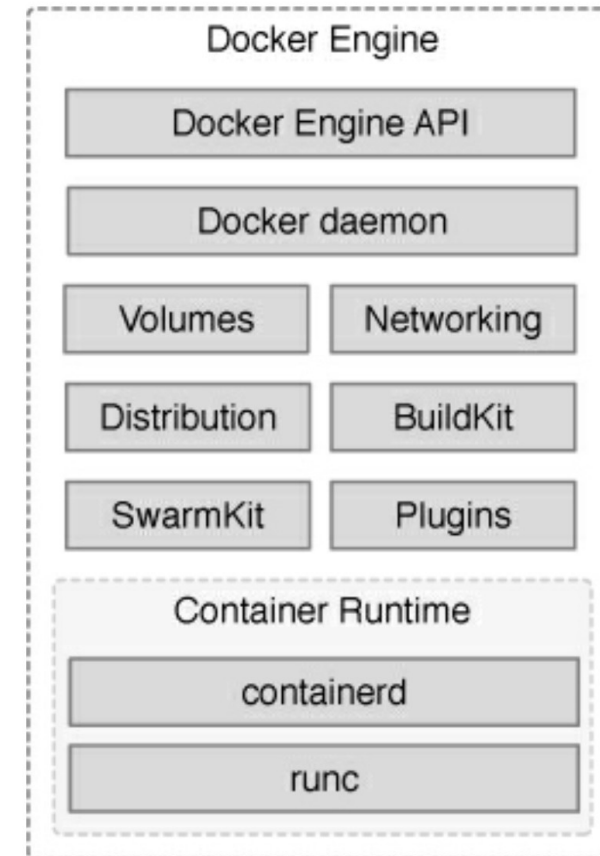 Docker Engine
Docker Engine API
Docker daemon
Volumes
Networking
Distribution
BuildKit
SwarmKit
Plugins
Container Runtime
containerd
runc